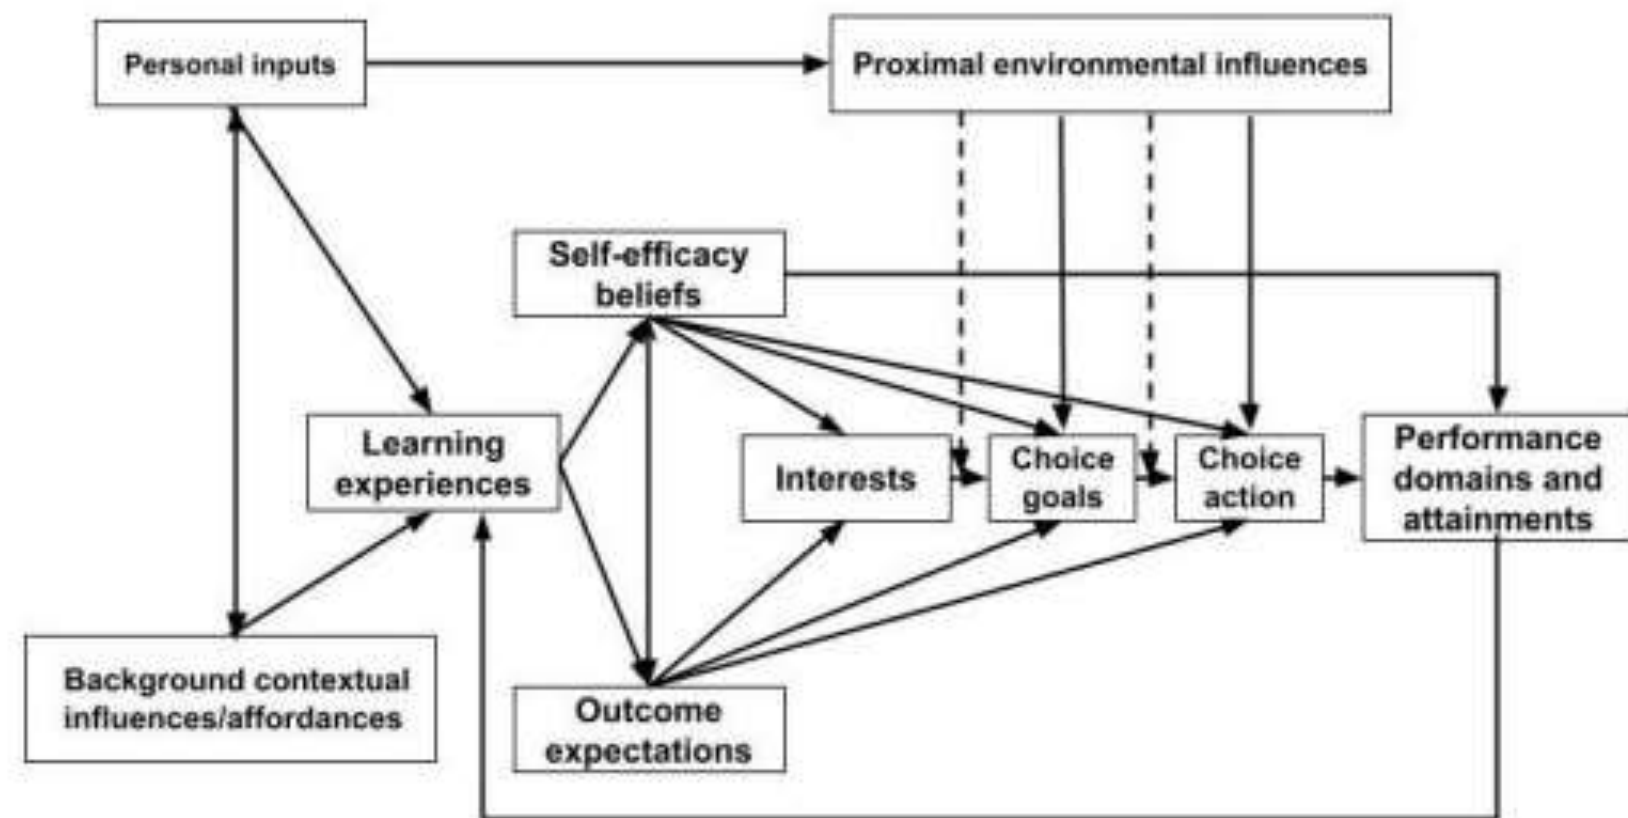 Personal inputs
Proximal environmental influences
Self-efficacy
beliefs
Learning
experiences
Interests
Choice
goals
Choice
action
Performance
domains and
attainments
Background contextual
influences/affordances
Outcome
expectations